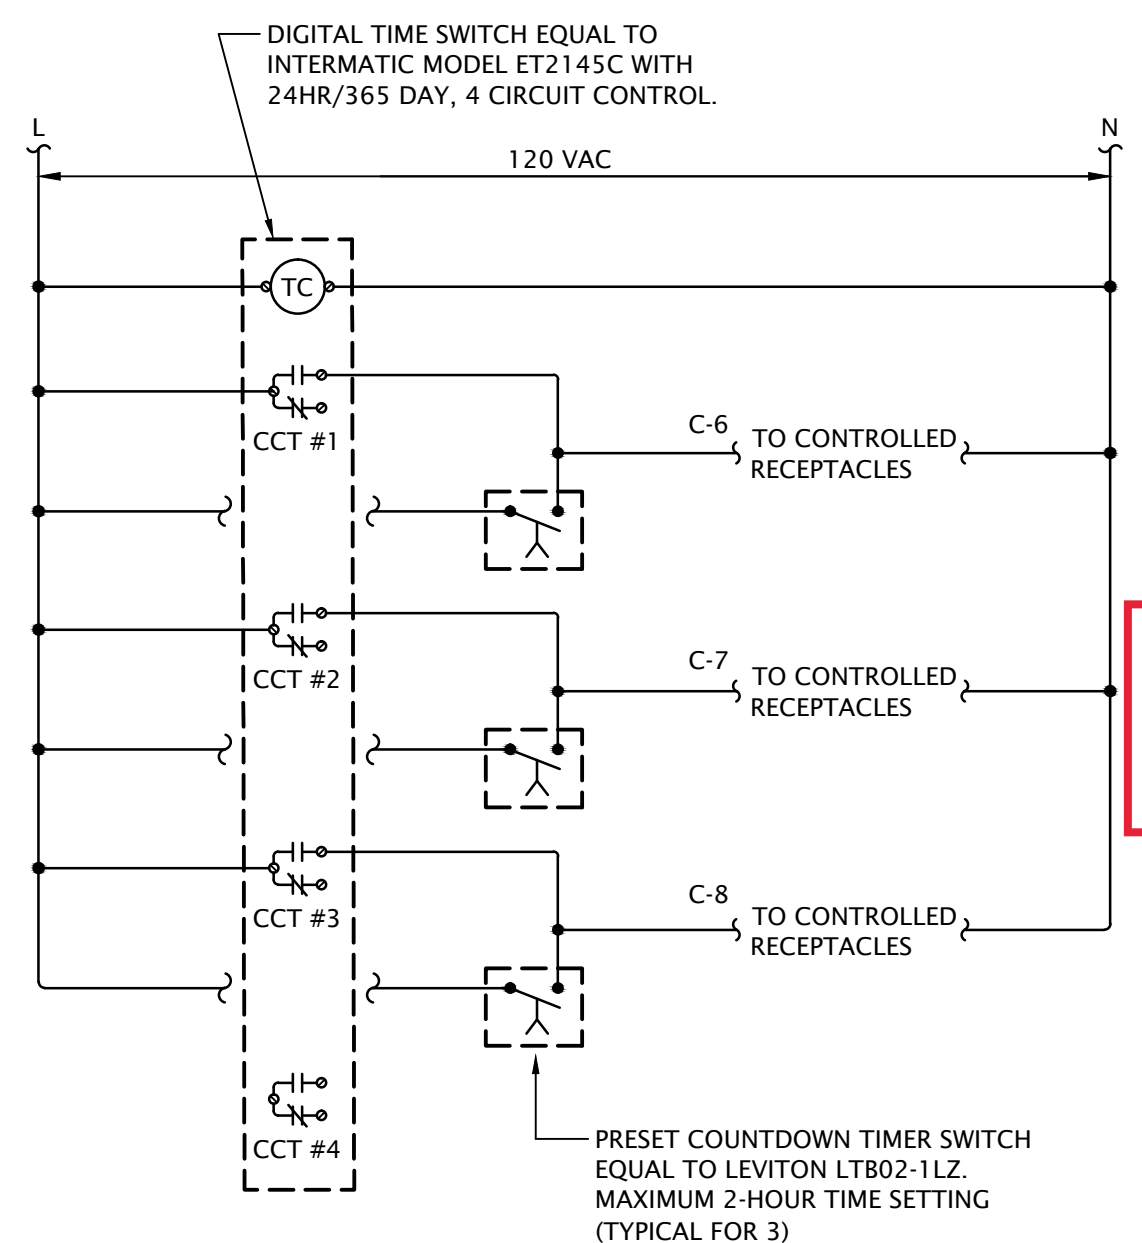 DIGITAL TIME SWITCH EQUAL TO
INTERMATIC MODEL ET2145C WITH
24HR/365 DAY, 4 CIRCUIT CONTROL.
L
N
120 VAC
TC
CCT #1
C-6
TO CONTROLLED
RECEPTACLES
CCT #2
C-7
TO CONTROLLED
RECEPTACLES
CCT #3
C-8
TO CONTROLLED
RECEPTACLES
CCT #4
PRESET COUNTDOWN TIMER SWITCH
EQUAL TO LEVITON LTB02-1LZ.
MAXIMUM 2-HOUR TIME SETTING
(TYPICAL FOR 3)